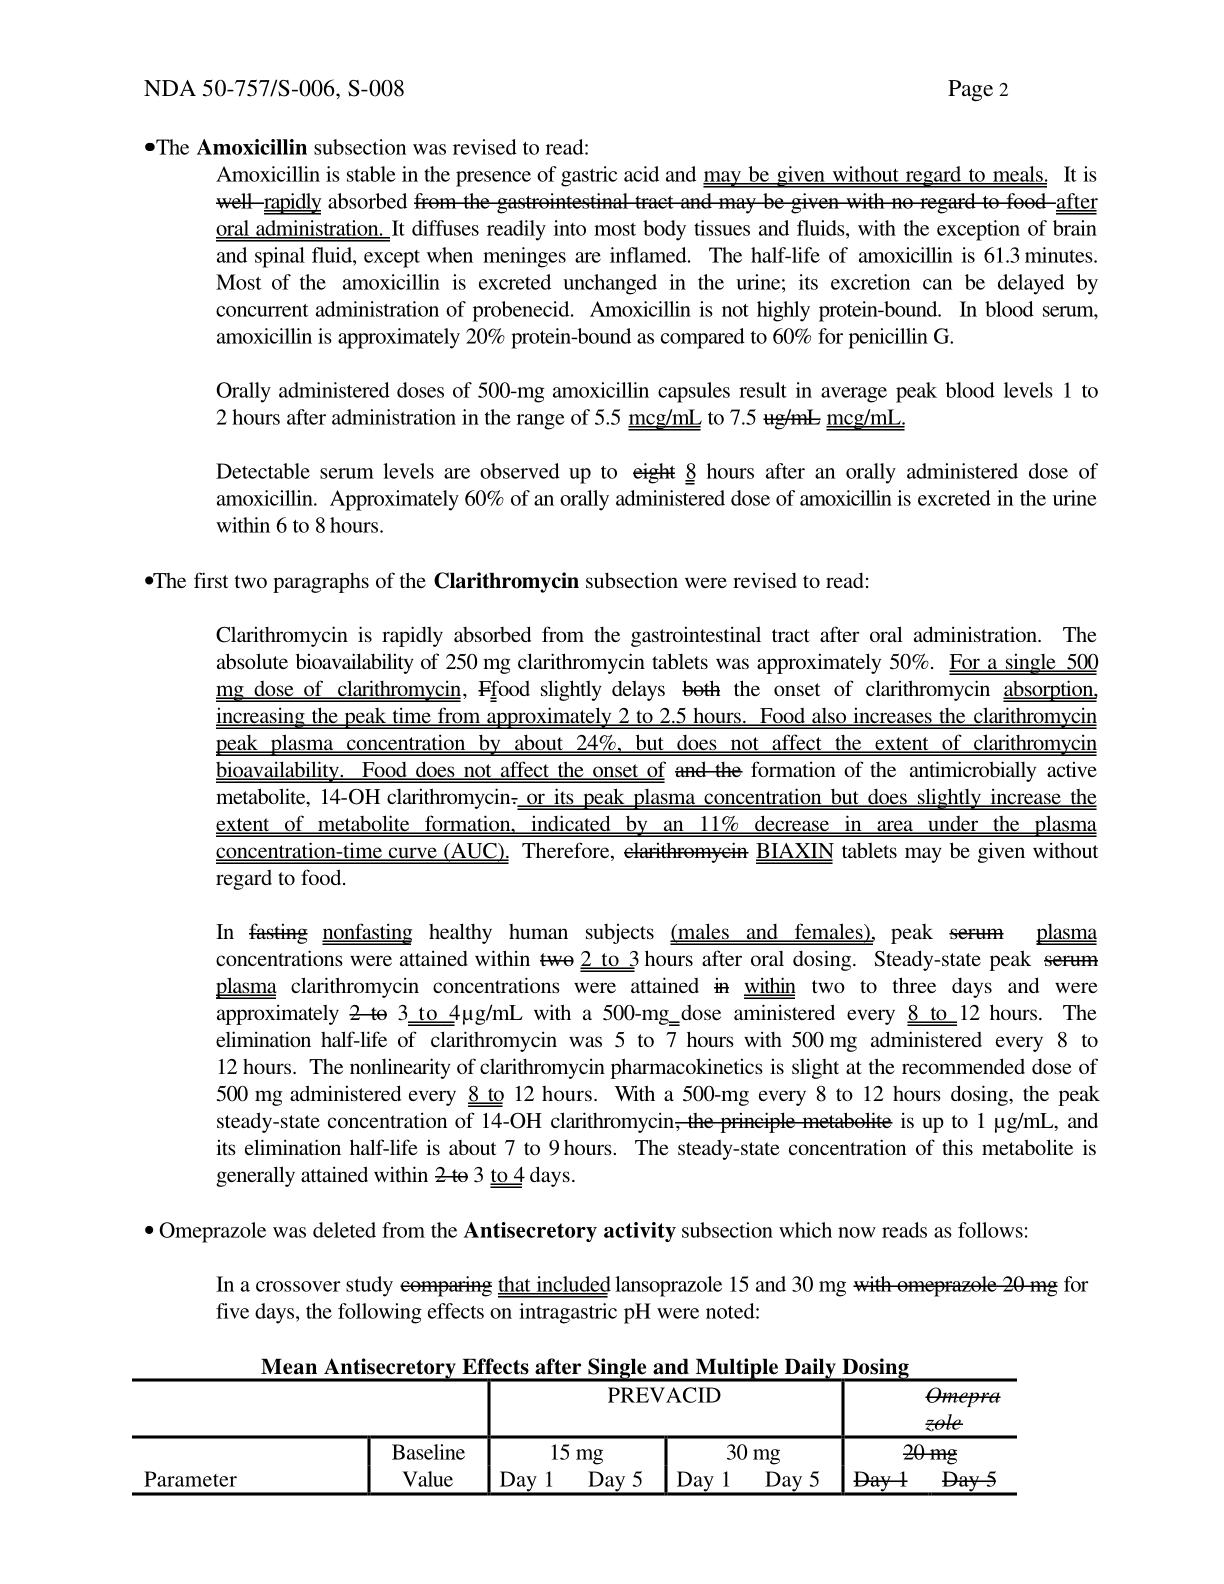 NDA 50-757/S-006, S-008 Page 2
•The Amoxicillin subsection was revised to read:
Amoxicillin is stable in the presence of gastric acid and may be given without regard to meals. It is
well rapidly absorbed from the gastrointestinal tract and may be given with no regard to food after
oral administration. It diffuses readily into most body tissues and fluids, with the exception of brain
and spinal fluid, except when meninges are inflamed. The half-life of amoxicillin is 61.3 minutes.
Most of the amoxicillin is excreted unchanged in the urine; its excretion can be delayed by
concurrent administration of probenecid. Amoxicillin is not highly protein-bound. In blood serum,
amoxicillin is approximately 20% protein-bound as compared to 60% for penicillin G.
Orally administered doses of 500-mg amoxicillin capsules result in average peak blood levels 1 to
2 hours after administration in the range of 5.5 mcg/mL to 7.5 ug/mL mcg/mL.
Detectable serum levels are observed up to eight 8 hours after an orally administered dose of
amoxicillin. Approximately 60% of an orally administered dose of amoxicillin is excreted in the urine
within 6 to 8 hours.
•The first two paragraphs of the Clarithromycin subsection were revised to read:
Clarithromycin is rapidly absorbed from the gastrointestinal tract after oral administration. The
absolute bioavailability of 250 mg clarithromycin tablets was approximately 50%. For a single 500
mg dose of clarithromycin, Ffood slightly delays both the onset of clarithromycin absorption,
increasing the peak time from approximately 2 to 2.5 hours. Food also increases the clarithromycin
peak plasma concentration by about 24%, but does not affect the extent of clarithromycin
bioavailability. Food does not affect the onset of and the formation of the antimicrobially active
metabolite, 14-OH clarithromycin. or its peak plasma concentration but does slightly increase the
extent of metabolite formation, indicated by an 11% decrease in area under the plasma
concentration-time curve (AUC). Therefore, clarithromycin BIAXIN tablets may be given without
regard to food.
In fasting nonfasting healthy human subjects (males and females), peak serum plasma
concentrations were attained within two 2 to 3 hours after oral dosing. Steady-state peak serum
plasma clarithromycin concentrations were attained in within two to three days and were
approximately 2 to 3 to 4µg/mL with a 500-mg dose aministered every 8 to 12 hours. The
elimination half-life of clarithromycin was 5 to 7 hours with 500 mg administered every 8 to
12 hours. The nonlinearity of clarithromycin pharmacokinetics is slight at the recommended dose of
500 mg administered every 8 to 12 hours. With a 500-mg every 8 to 12 hours dosing, the peak
steady-state concentration of 14-OH clarithromycin, the principle metabolite is up to 1 µg/mL, and
its elimination half-life is about 7 to 9 hours. The steady-state concentration of this metabolite is
generally attained within 2 to 3 to 4 days.
• Omeprazole was deleted from the Antisecretory activity subsection which now reads as follows:
In a crossover study comparing that included lansoprazole 15 and 30 mg with omeprazole 20 mg for
five days, the following effects on intragastric pH were noted:
Mean Antisecretory Effects after Single and Multiple Daily Dosing
PREVACID Omepra
zole
Baseline 15 mg 30 mg 20 mg
Parameter Value Day 1 Day 5 Day 1 Day 5 Day 1 Day 5